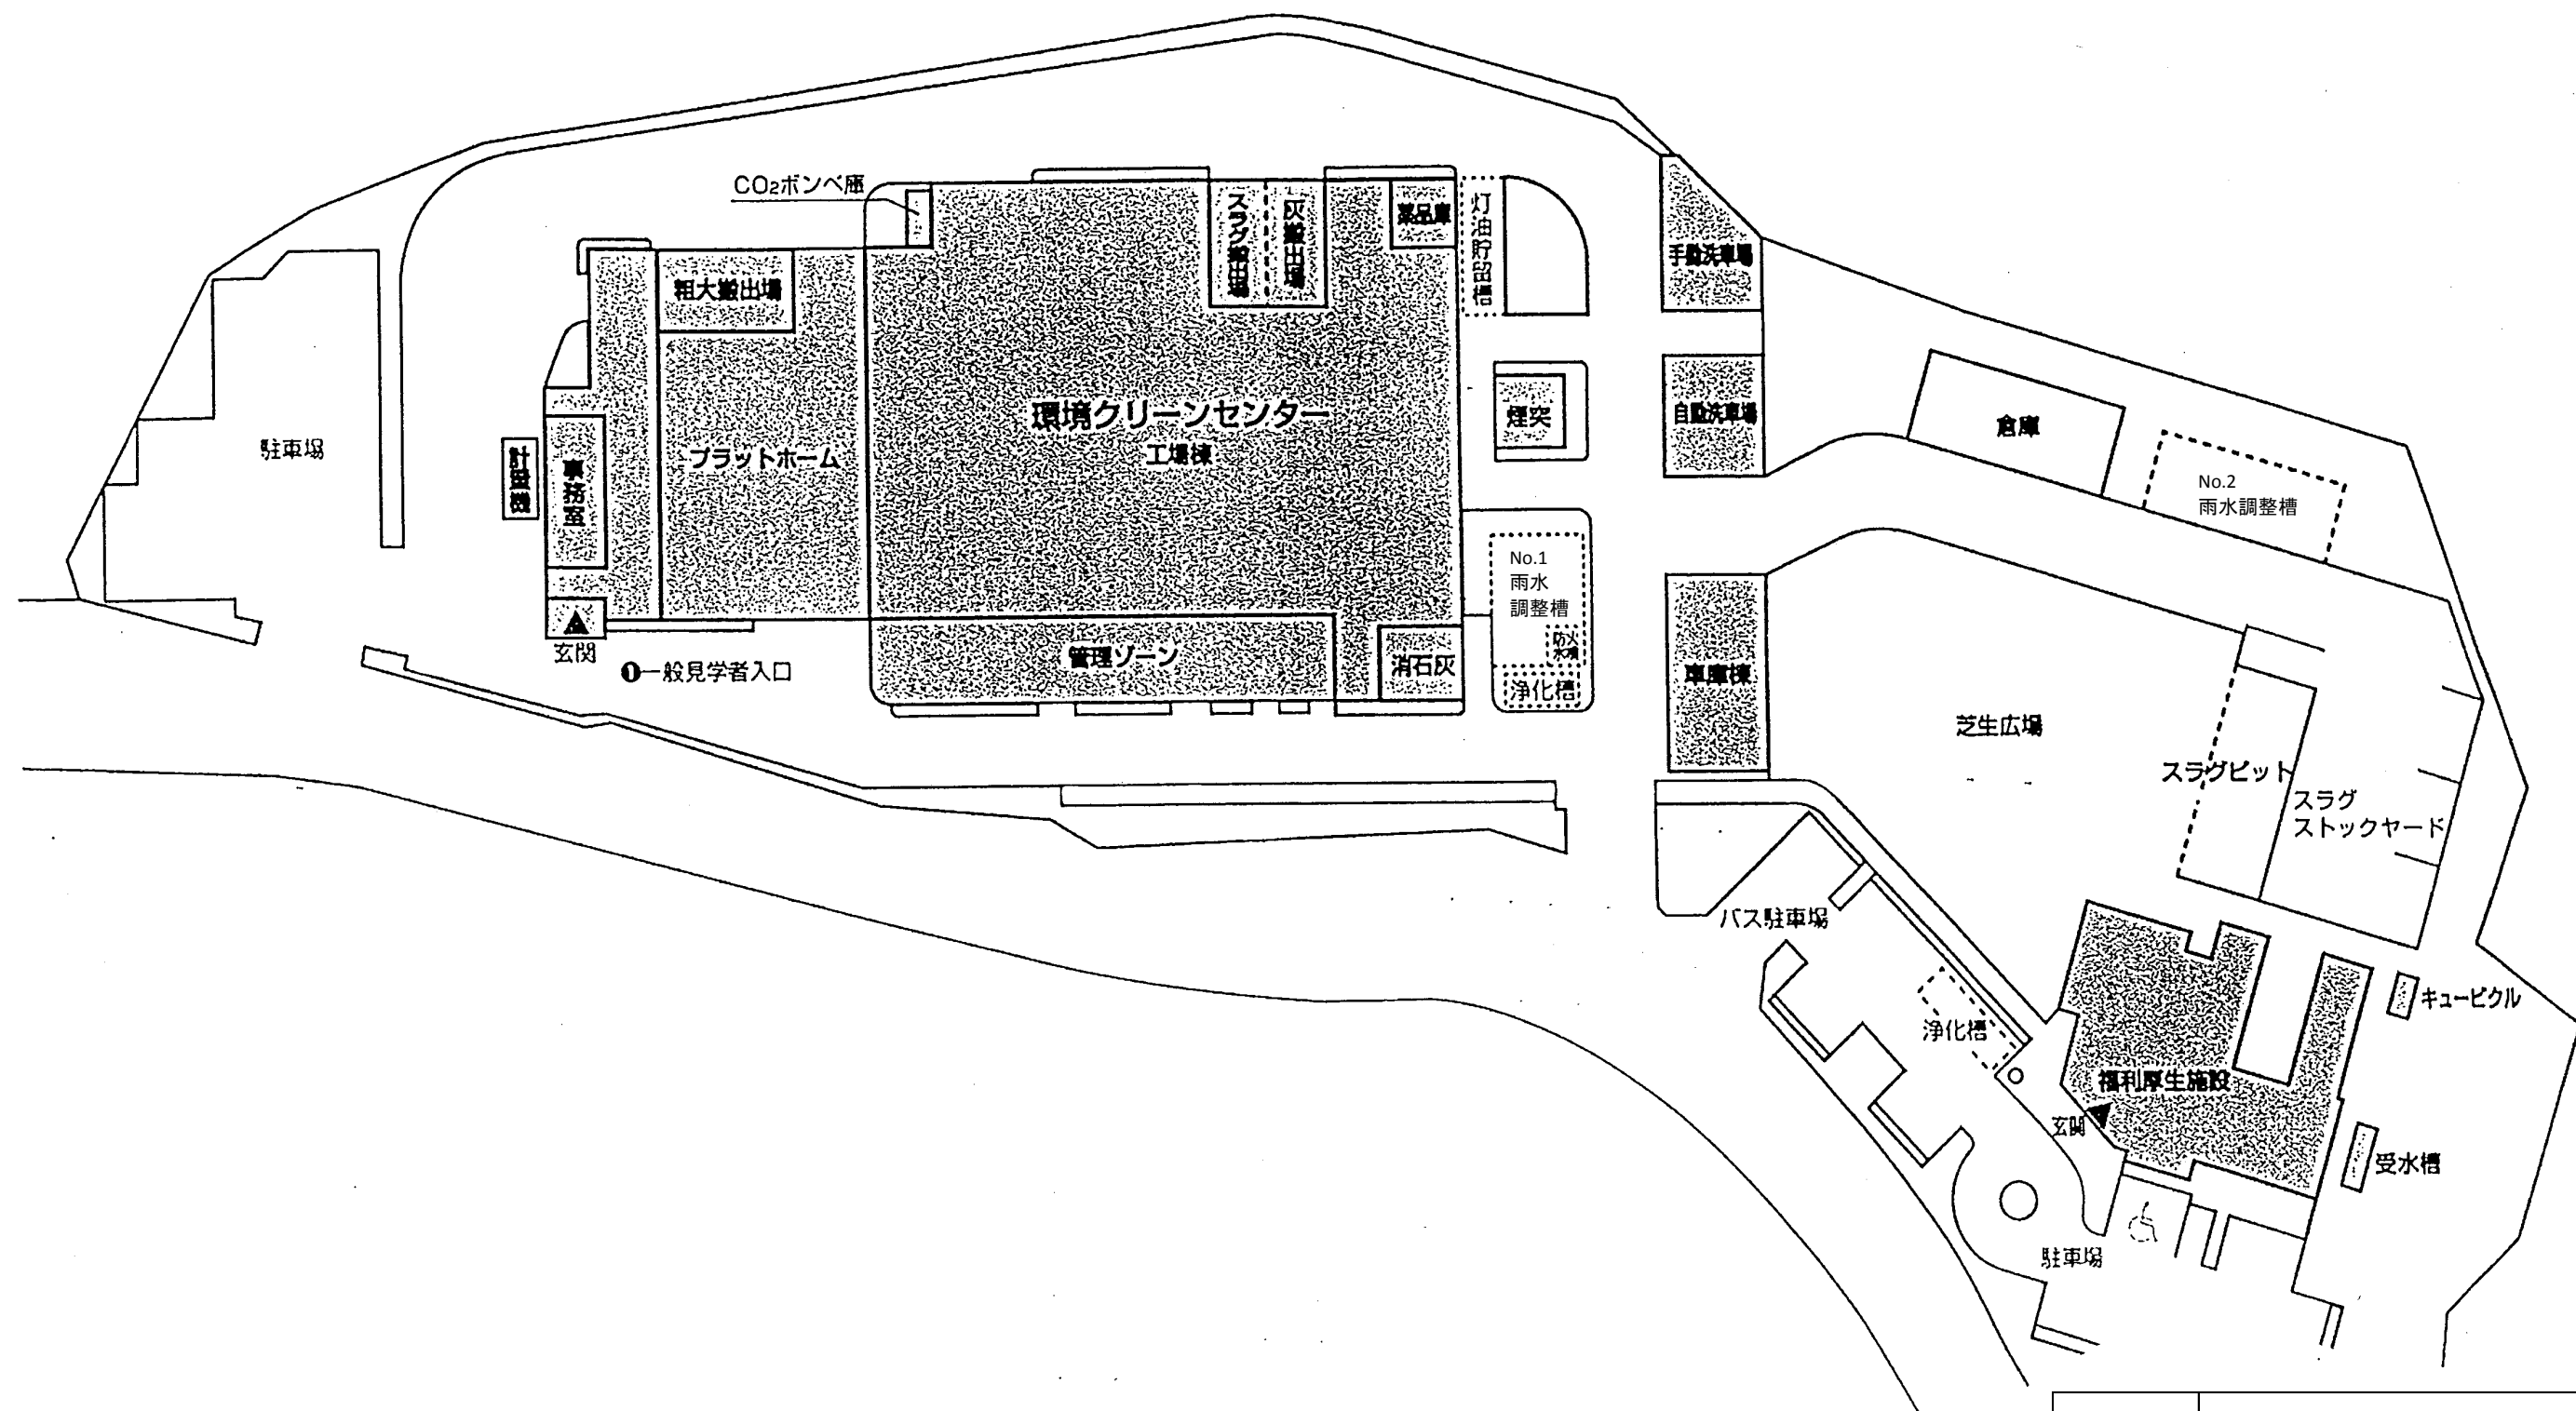 CO₂ボンベ庫
スラグ搬出場
灰搬出場
薬品庫
灯油貯留槽
手動洗車場
粗大搬出場
環境クリーンセンター
工場棟
煙突
自動洗車場
倉庫
駐車場
計量機
事務室
プラットホーム
No.2
雨水調整槽
No.1
雨水
調整槽
防火
水槽
浄化槽
玄関
❶一般見学者入口
管理ゾーン
消石灰
車庫棟
芝生広場
スラグピット
スラグ
ストックヤード
バス駐車場
キュービクル
浄化槽
福利厚生施設
玄関
受水槽
駐車場